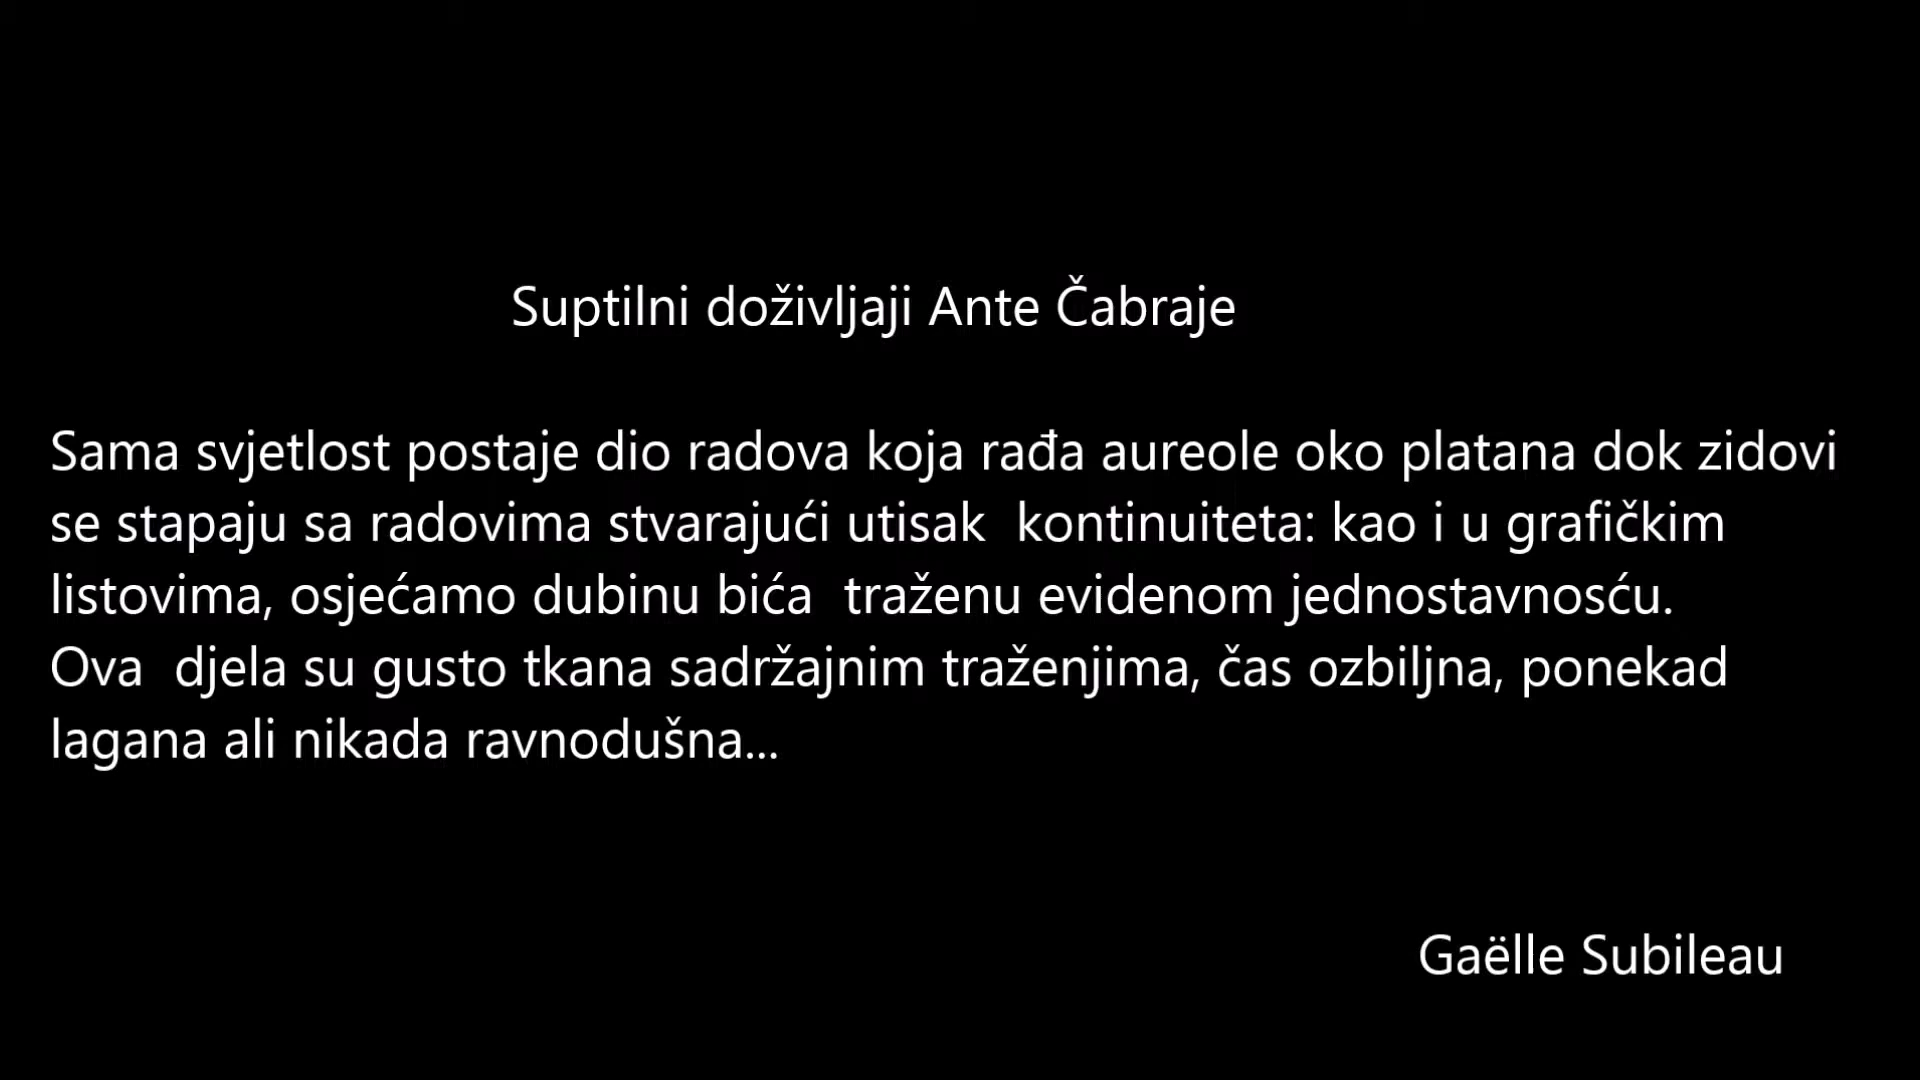 Suptilni doživljaji Ante Čabraje
Sama svjetlost postaje dio radova koja rađa aureole oko platana dok zidovi
se stapaju sa radovima stvarajući utisak  kontinuiteta: kao i u grafičkim
listovima, osjećamo dubinu bića  traženu evidenom jednostavnosću.
Ova  djela su gusto tkana sadržajnim traženjima, čas ozbiljna, ponekad
lagana ali nikada ravnodušna...
Gaëlle Subileau